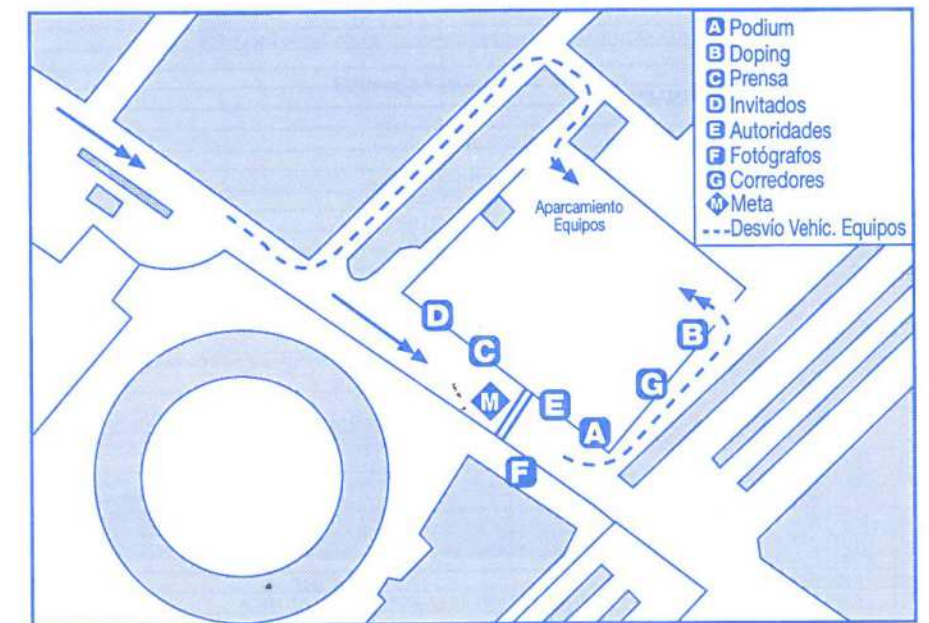 A Podium
B Doping
C Prensa
D Invitados
E Autoridades
F Fotógrafos
G Corredores
M Meta
Desvío Vehíc. Equipos
Aparcamiento
Equipos
D
C
M
E
A
F
G
B